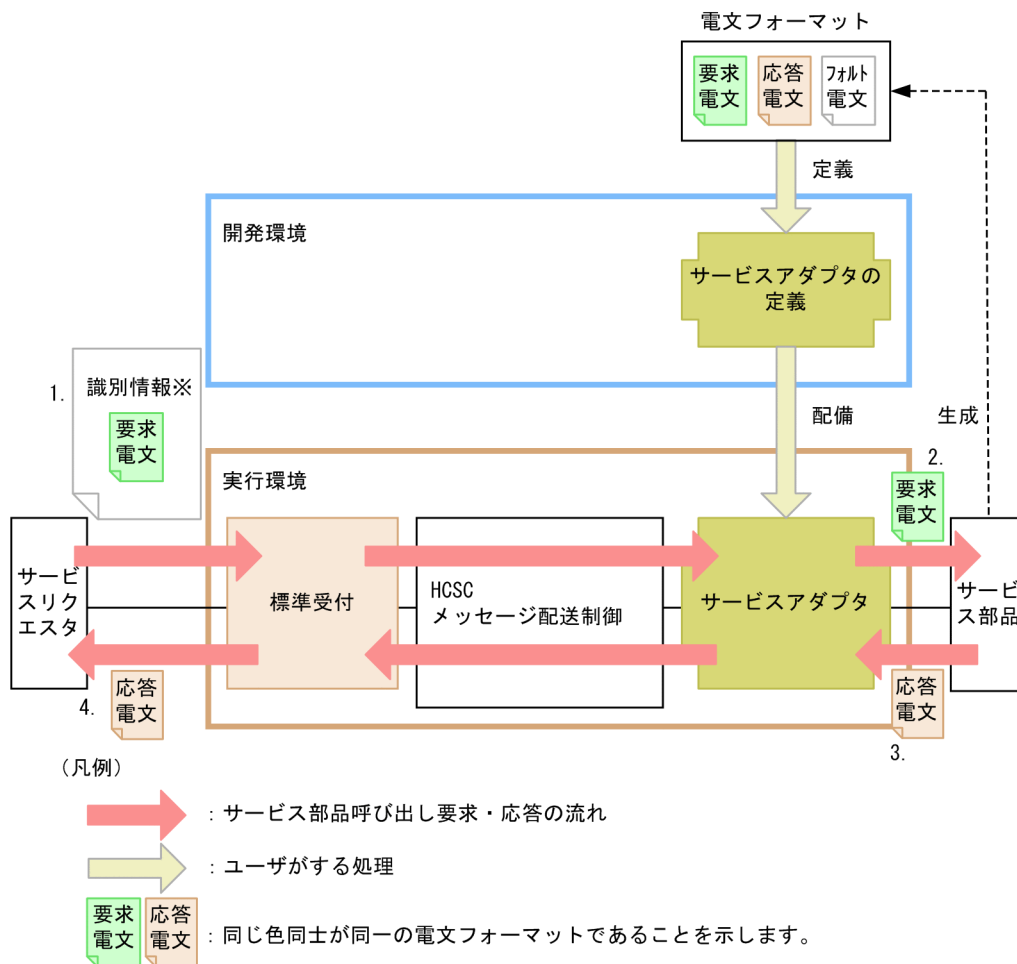 電文フォーマット
要求
電文
応答
電文
フォルト
電文
定義
開発環境
サービスアダプタの
定義
1.
識別情報※
要求
電文
配備
生成
実行環境
2.
要求
電文
サービ
スリク
エスタ
標準受付
HCSC
メッセージ配送制御
サービスアダプタ
サービ
ス部品
4.
応答
電文
応答
電文
3.
(凡例)
:サービス部品呼び出し要求・応答の流れ
:ユーザがする処理
要求
電文
応答
電文
:同じ色同士が同一の電文フォーマットであることを示します。